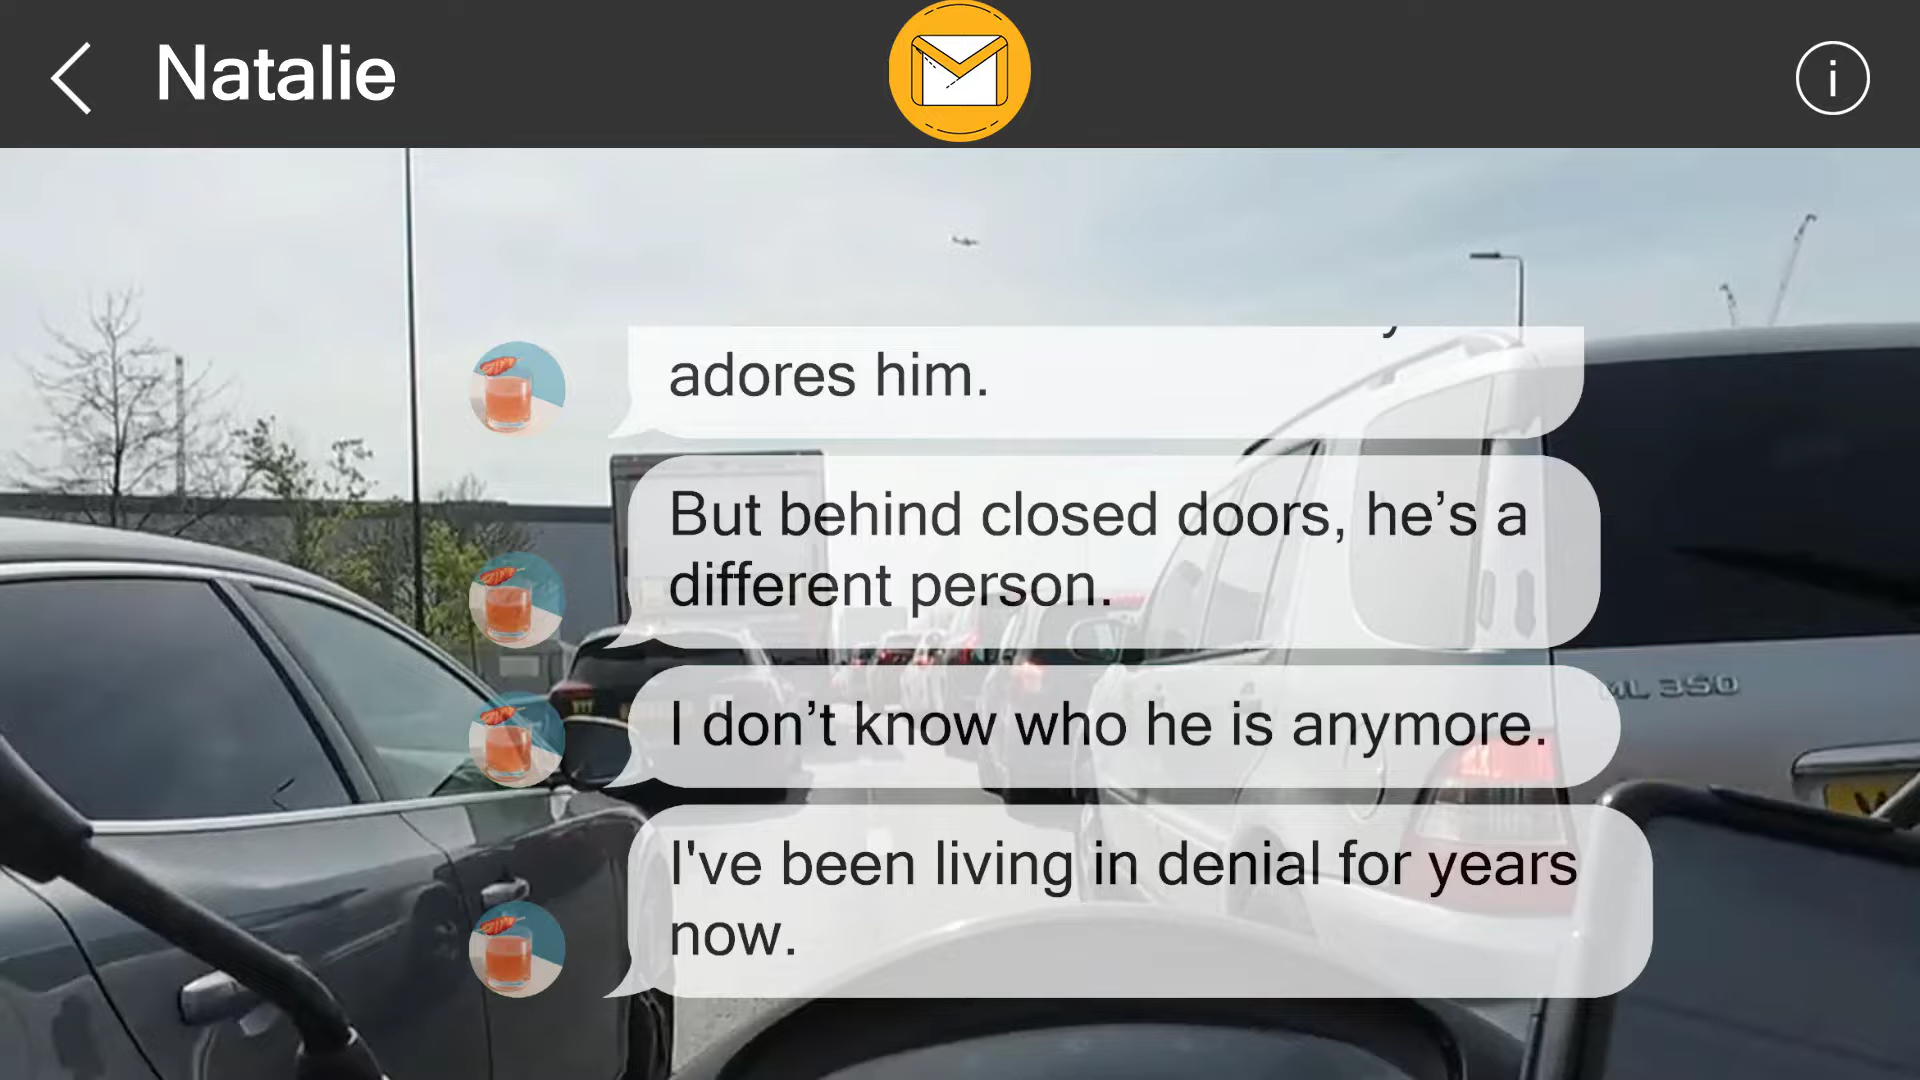 Natalie
adores him.
But behind closed doors, he’s a
different person.
I don’t know who he is anymore.
I've been living in denial for years
now.
ML 350